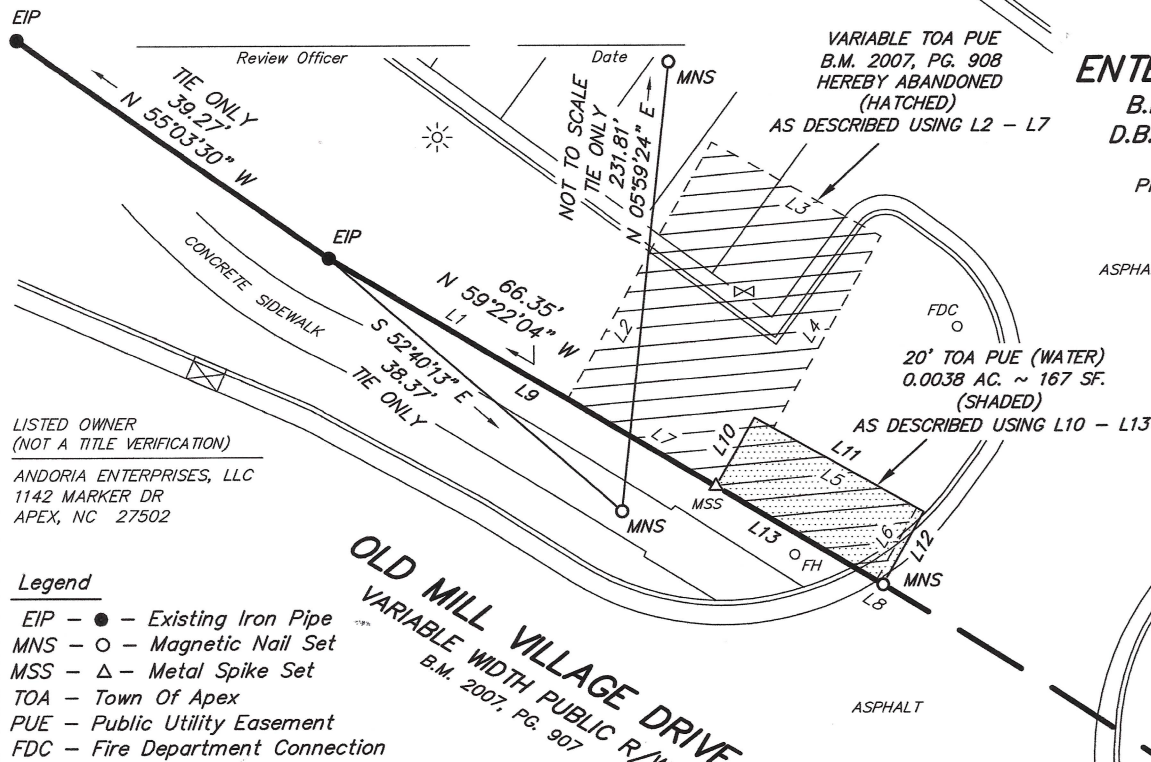 EIP
Review Officer
Date
MNS
VARIABLE TOA PUE
B.M. 2007, PG. 908
HEREBY ABANDONED
(HATCHED)
AS DESCRIBED USING L2 – L7
TIE ONLY
39.27'
N 55°03'30" W
NOT TO SCALE
TIE ONLY
231.81'
N 05°59'24" E
L3
EIP
CONCRETE SIDEWALK
66.35'
N 59°22'04" W
L1
L9
L2
L4
FDC
S 52°40'13" E
38.37'
TIE ONLY
20' TOA PUE (WATER)
0.0038 AC. ~ 167 SF.
(SHADED)
AS DESCRIBED USING L10 – L13
L7
L10
L11
L5
L6
L12
MSS
L13
FH
MNS
L8
MNS
LISTED OWNER
(NOT A TITLE VERIFICATION)
ANDORIA ENTERPRISES, LLC
1142 MARKER DR
APEX, NC 27502
OLD MILL VILLAGE DRIVE
VARIABLE WIDTH PUBLIC R/W
B.M. 2007, PG. 907
ASPHALT
Legend
EIP – ● – Existing Iron Pipe
MNS – O – Magnetic Nail Set
MSS – △ – Metal Spike Set
TOA – Town Of Apex
PUE – Public Utility Easement
FDC – Fire Department Connection